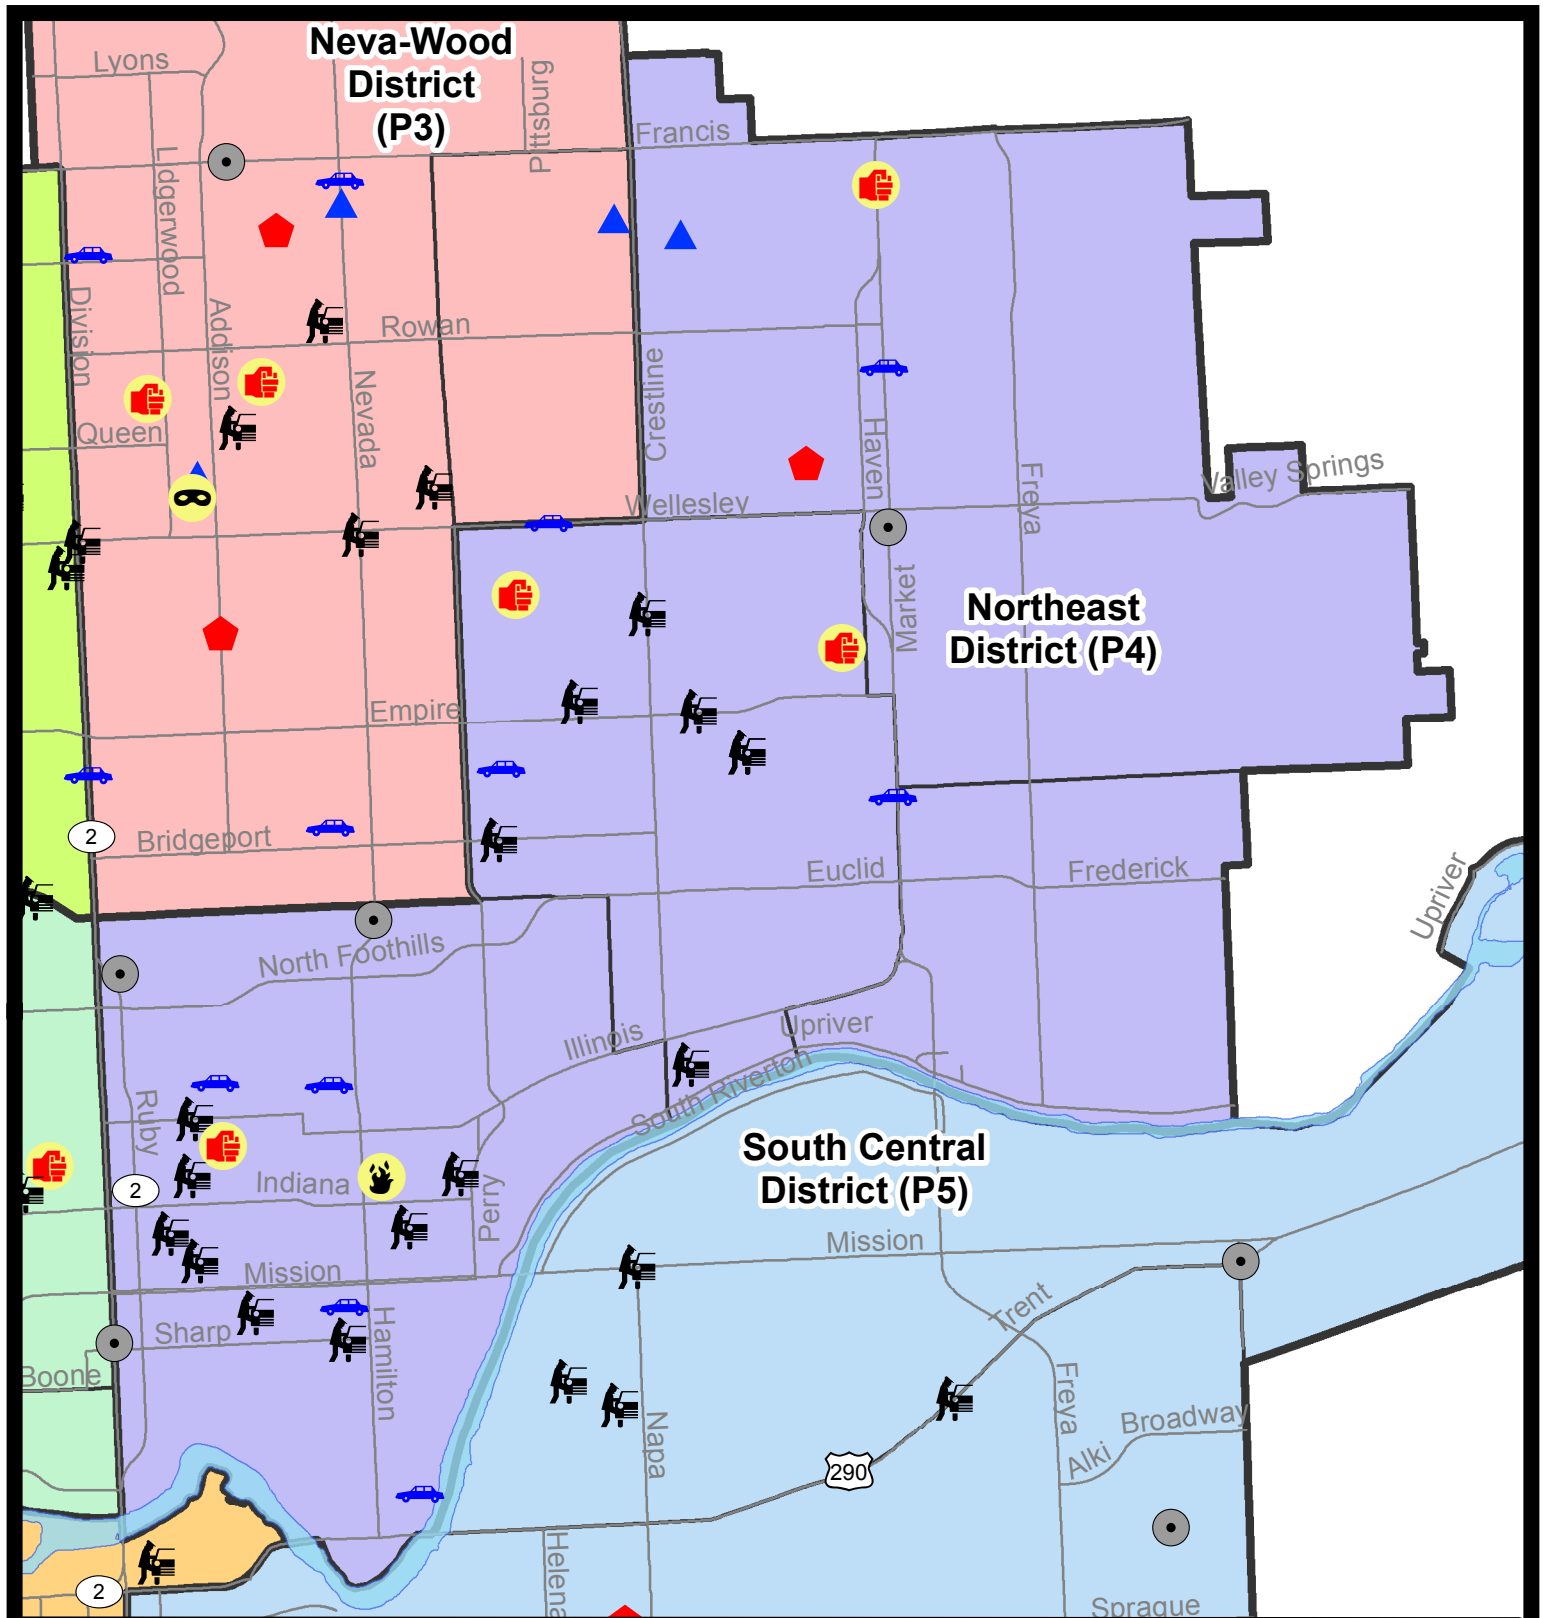 Neva-Wood
District
(P3)
Lyons
Pittsburg
Francis
Lidgerwood
Division
Addison
Rowan
Nevada
Crestline
Queen
Haven
Freya
Valley Springs
Wellesley
Market
Northeast
District (P4)
Empire
2
Bridgeport
Euclid
Frederick
Upriver
North Foothills
Illinois
Upriver
South Riverton
Ruby
South Central
District (P5)
2
Indiana
Perry
Mission
Mission
Sharp
Hamilton
Trent
Boone
Freya
Napa
Broadway
Alki
290
Helena
2
Sprague